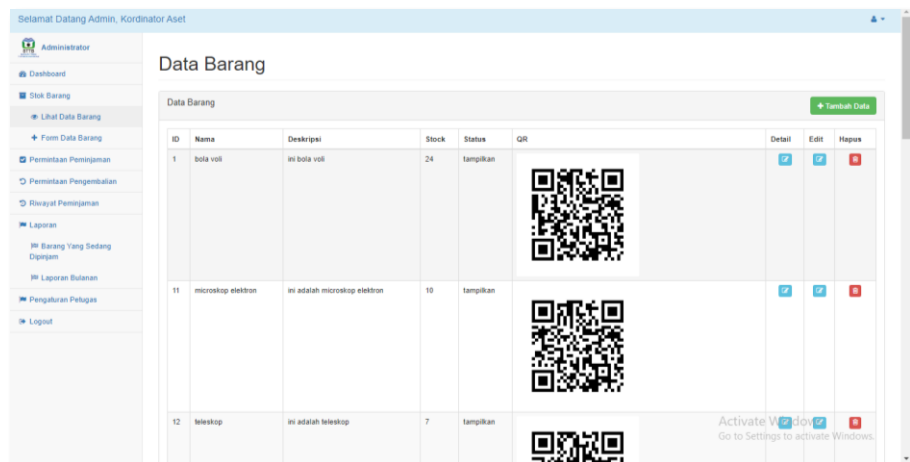 Selamat Datang Admin, Kordinator Aset
Administrator
Dashboard
Stok Barang
Lihat Data Barang
Form Data Barang
Permintaan Peminjaman
Permintaan Pengembalian
Riwayat Peminjaman
Laporan
Barang Yang Sedang
Dipinjam
Laporan Bulanan
Pengaturan Petugas
Logout
Data Barang
Data Barang
Tambah Data
ID Nama Deskripsi Stock Status QR Detail Edit Hapus
1 bola voli ini bola voli 24 tampilkan
11 microskop elektron ini adalah microskop elektron 10 tampilkan
12 teleskop ini adalah teleskop 7 tampilkan
Activate Windows
Go to Settings to activate Windows.